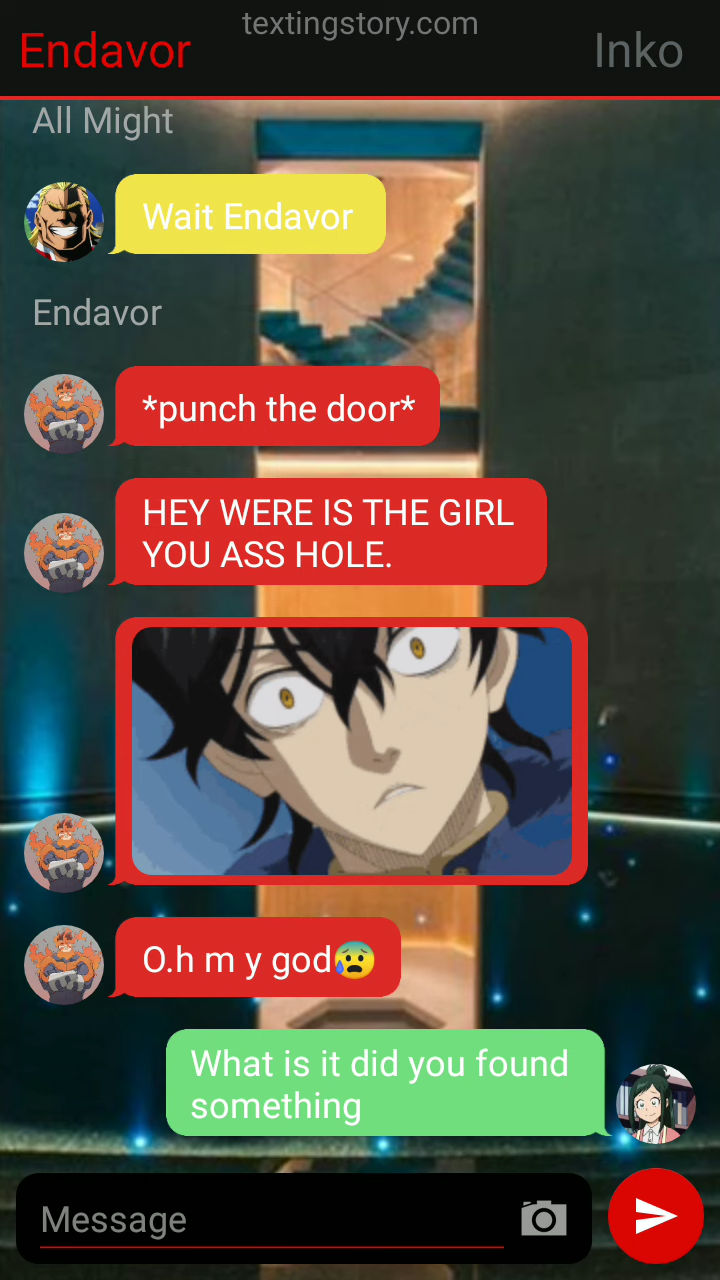 textingstory.com
Endavor
Inko
All Might
Wait Endavor
Endavor
*punch the door*
HEY WERE IS THE GIRL
YOU ASS HOLE.
O.h m y god😰
What is it did you found
something
Message